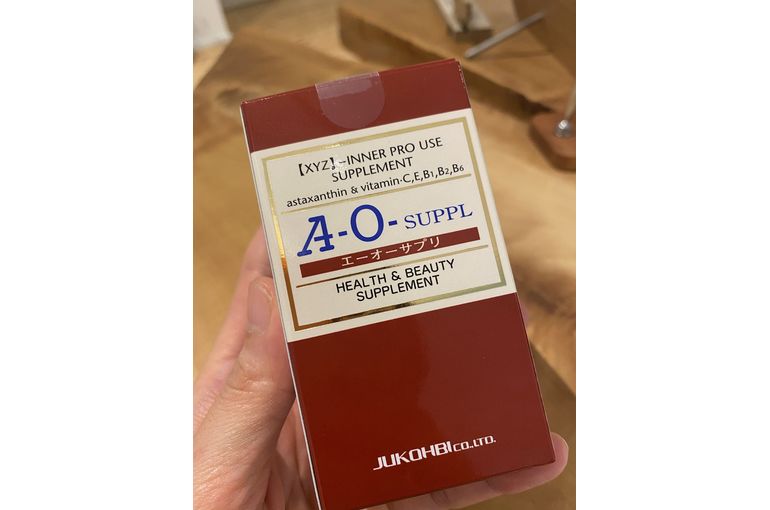 【XYZ】-INNER PRO USE
SUPPLEMENT
astaxanthin & vitamin·C,E,B1,B2,B6
A-O- SUPPL
エーオーサプリ
HEALTH & BEAUTY
SUPPLEMENT
JUKOHBI CO.,LTD.